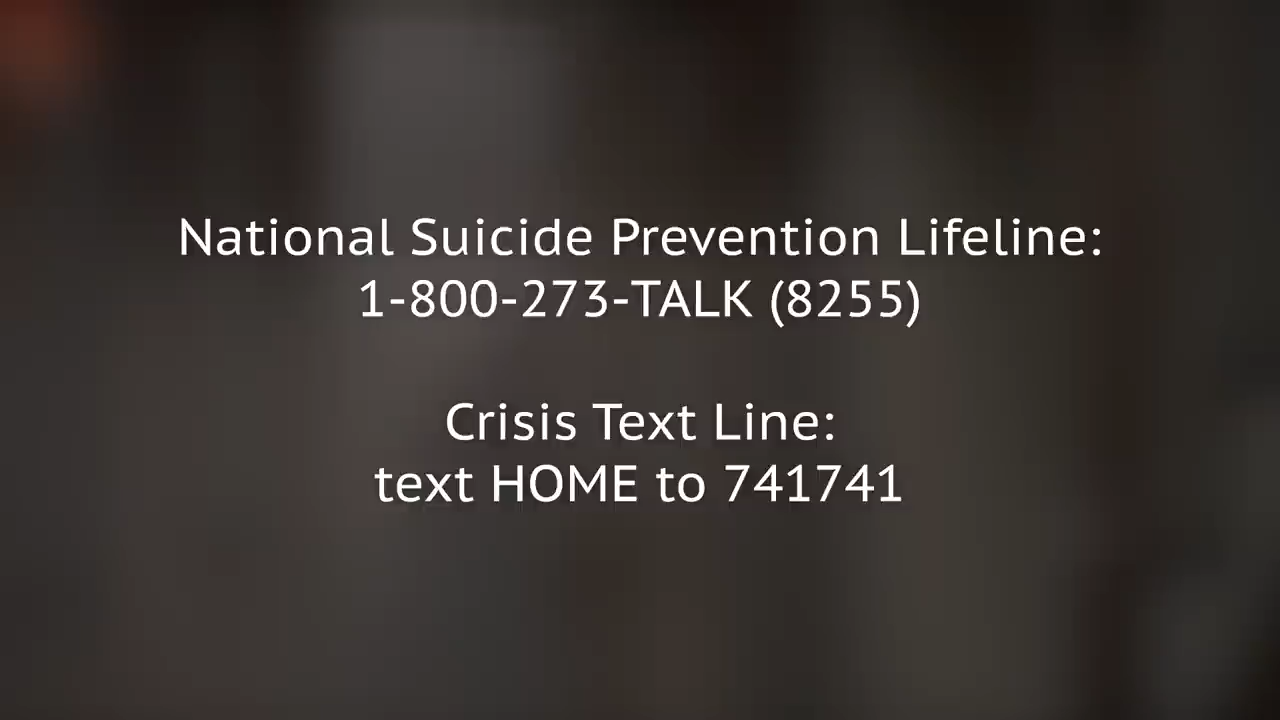 National Suicide Prevention Lifeline:
1-800-273-TALK (8255)
Crisis Text Line:
text HOME to 741741